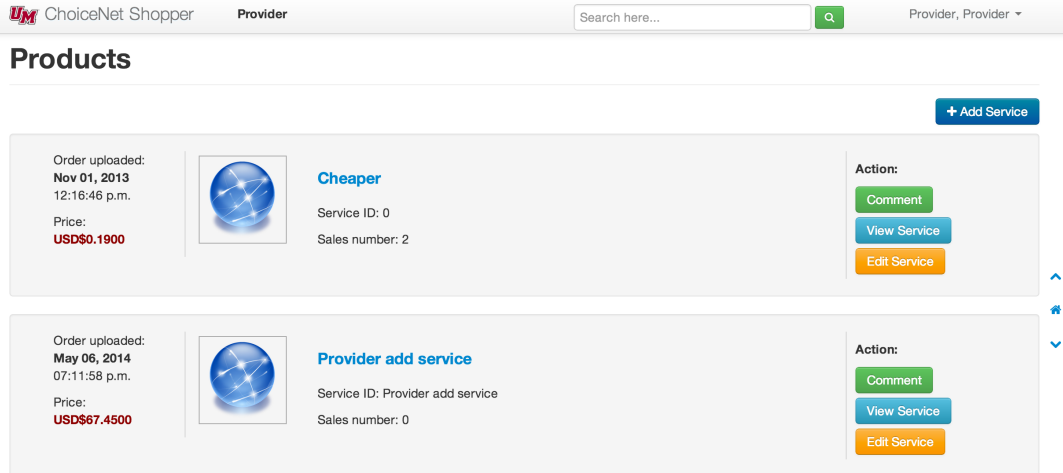 UM ChoiceNet Shopper Provider Search here... Provider, Provider
Products
+ Add Service
Order uploaded:
Nov 01, 2013
12:16:46 p.m.
Price:
USD$0.1900
Cheaper
Service ID: 0
Sales number: 2
Action:
Comment
View Service
Edit Service
Order uploaded:
May 06, 2014
07:11:58 p.m.
Price:
USD$67.4500
Provider add service
Service ID: Provider add service
Sales number: 0
Action:
Comment
View Service
Edit Service